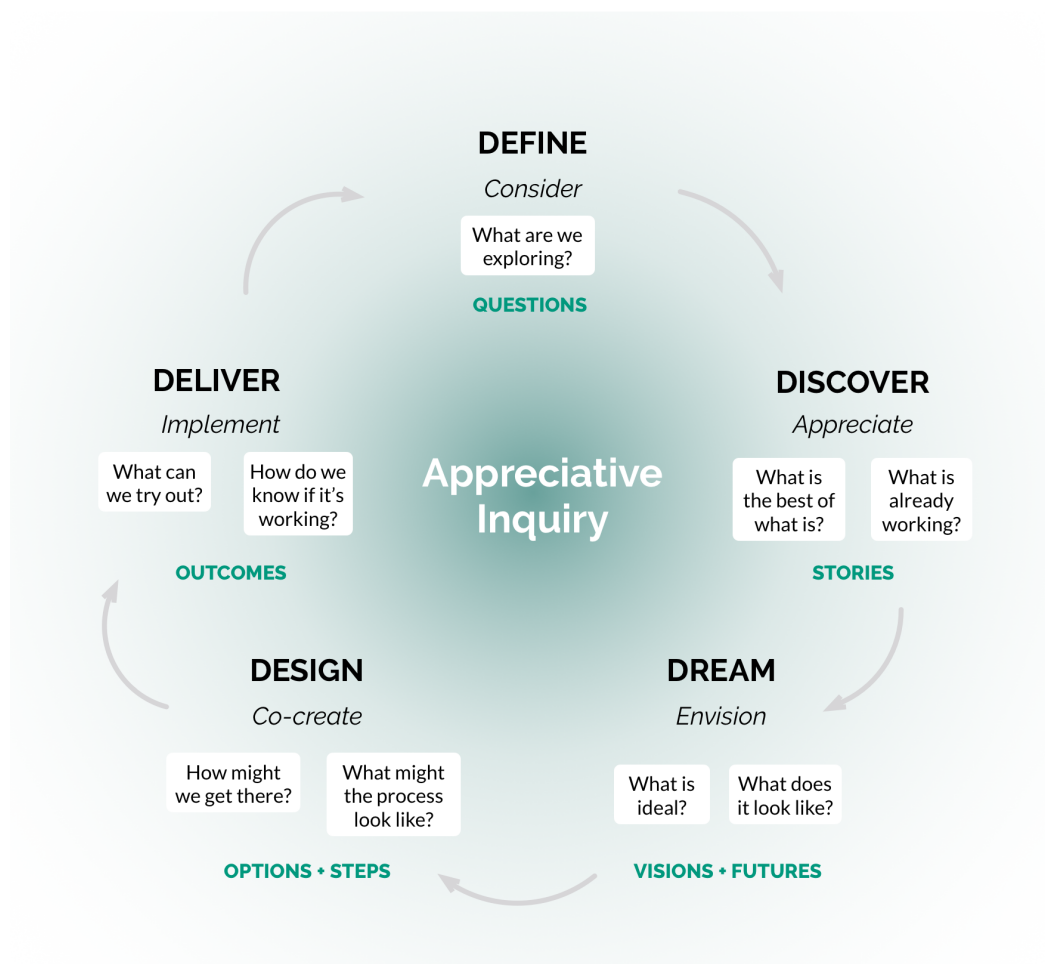 DEFINE
Consider
What are we
exploring?
QUESTIONS
DISCOVER
Appreciate
What is
the best of
what is?
What is
already
working?
STORIES
DREAM
Envision
What is
ideal?
What does
it look like?
VISIONS + FUTURES
DESIGN
Co-create
How might
we get there?
What might
the process
look like?
OPTIONS + STEPS
DELIVER
Implement
What can
we try out?
How do we
know if it’s
working?
OUTCOMES
Appreciative
Inquiry